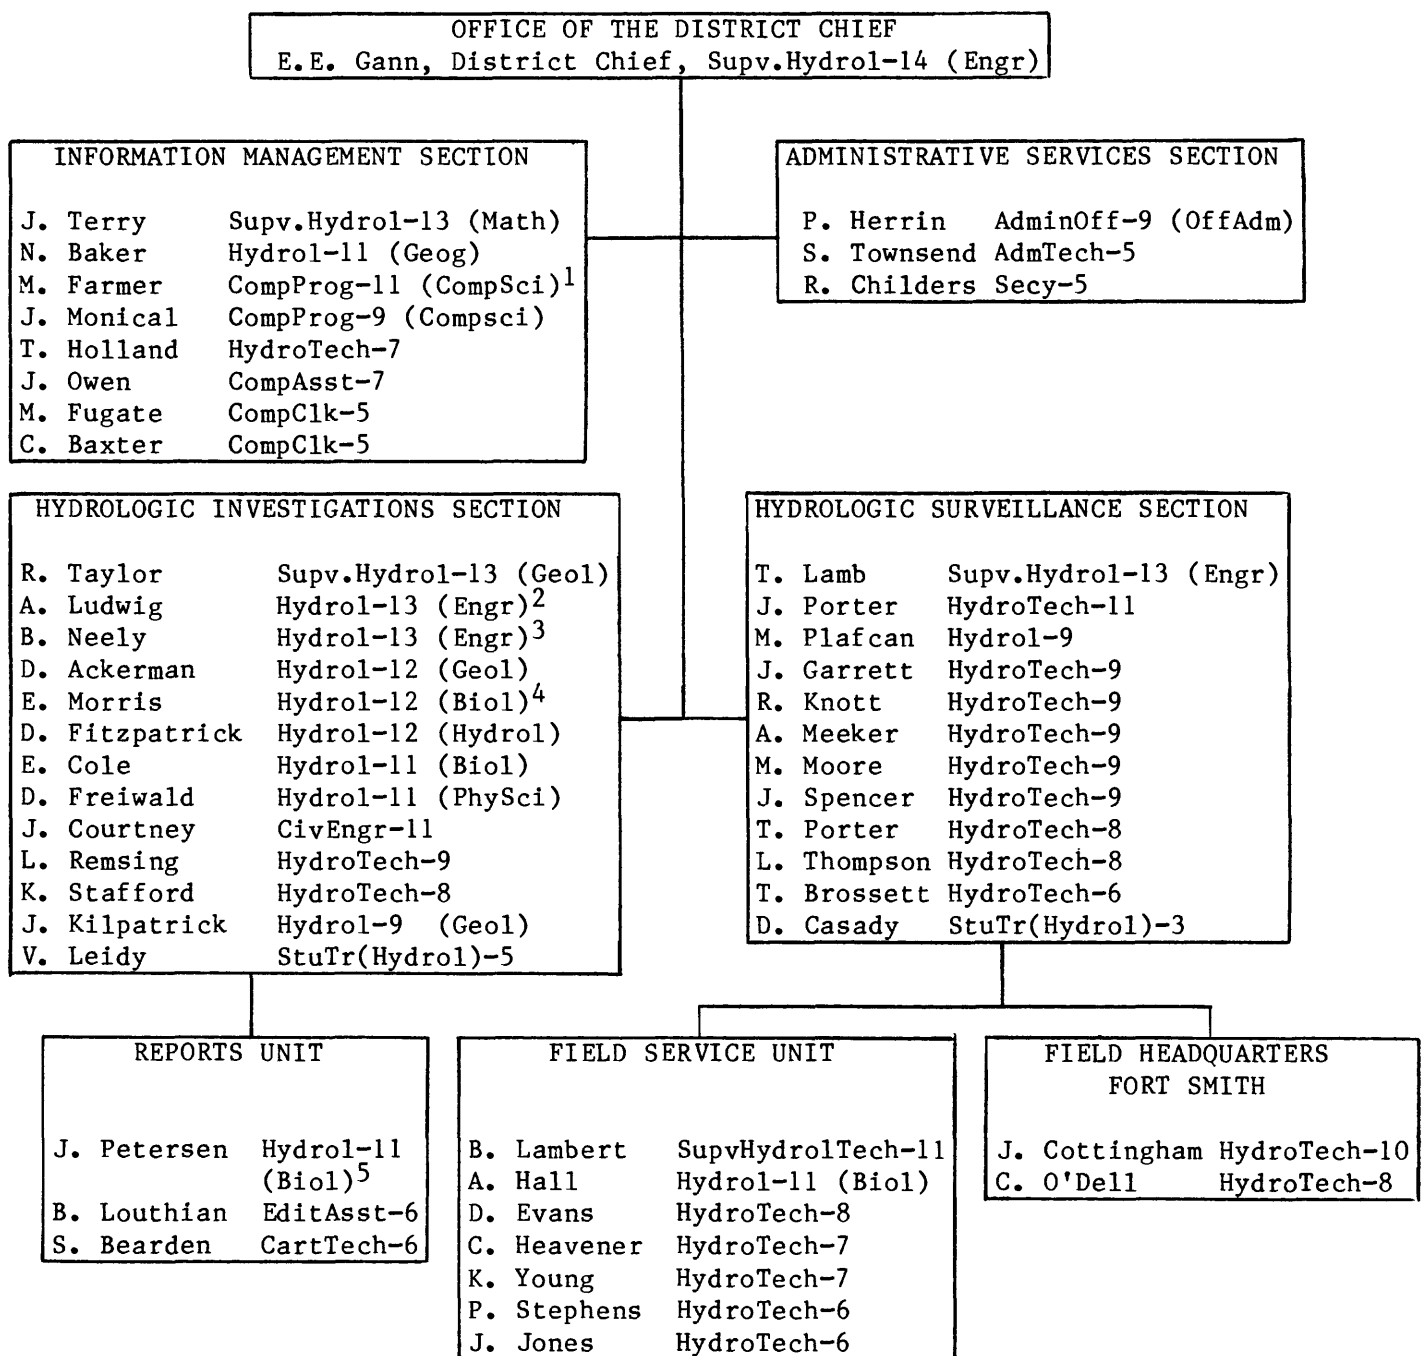 OFFICE OF THE DISTRICT CHIEF
E.E. Gann, District Chief, Supv.Hydrol-14 (Engr)
INFORMATION MANAGEMENT SECTION
J. Terry Supv.Hydrol-13 (Math)
N. Baker Hydrol-11 (Geog)
M. Farmer CompProg-11 (CompSci)1
J. Monical CompProg-9 (Compsci)
T. Holland HydroTech-7
J. Owen CompAsst-7
M. Fugate CompClk-5
C. Baxter CompClk-5
ADMINISTRATIVE SERVICES SECTION
P. Herrin AdminOff-9 (OffAdm)
S. Townsend AdmTech-5
R. Childers Secy-5
HYDROLOGIC INVESTIGATIONS SECTION
R. Taylor Supv.Hydrol-13 (Geol)
A. Ludwig Hydrol-13 (Engr)2
B. Neely Hydrol-13 (Engr)3
D. Ackerman Hydrol-12 (Geol)
E. Morris Hydrol-12 (Biol)4
D. Fitzpatrick Hydrol-12 (Hydrol)
E. Cole Hydrol-11 (Biol)
D. Freiwald Hydrol-11 (PhySci)
J. Courtney CivEngr-11
L. Remsing HydroTech-9
K. Stafford HydroTech-8
J. Kilpatrick Hydrol-9 (Geol)
V. Leidy StuTr(Hydrol)-5
HYDROLOGIC SURVEILLANCE SECTION
T. Lamb Supv.Hydrol-13 (Engr)
J. Porter HydroTech-11
M. Plafcan Hydrol-9
J. Garrett HydroTech-9
R. Knott HydroTech-9
A. Meeker HydroTech-9
M. Moore HydroTech-9
J. Spencer HydroTech-9
T. Porter HydroTech-8
L. Thompson HydroTech-8
T. Brossett HydroTech-6
D. Casady StuTr(Hydrol)-3
REPORTS UNIT
J. Petersen Hydrol-11
(Biol)5
B. Louthian EditAsst-6
S. Bearden CartTech-6
FIELD SERVICE UNIT
B. Lambert SupvHydrolTech-11
A. Hall Hydrol-11 (Biol)
D. Evans HydroTech-8
C. Heavener HydroTech-7
K. Young HydroTech-7
P. Stephens HydroTech-6
J. Jones HydroTech-6
FIELD HEADQUARTERS
FORT SMITH
J. Cottingham HydroTech-10
C. O'Dell HydroTech-8